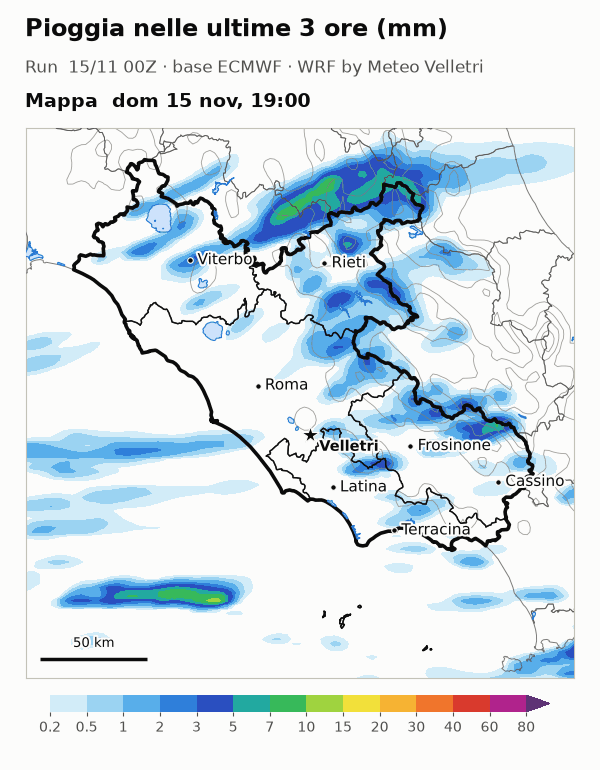 Pioggia nelle ultime 3 ore (mm)
Run  15/11 00Z · base ECMWF · WRF by Meteo Velletri
Mappa  dom 15 nov, 19:00
Viterbo
Rieti
Roma
Velletri
Frosinone
Latina
Cassino
Terracina
50 km
0.2 0.5 1 2 3 5 7 10 15 20 30 40 60 80